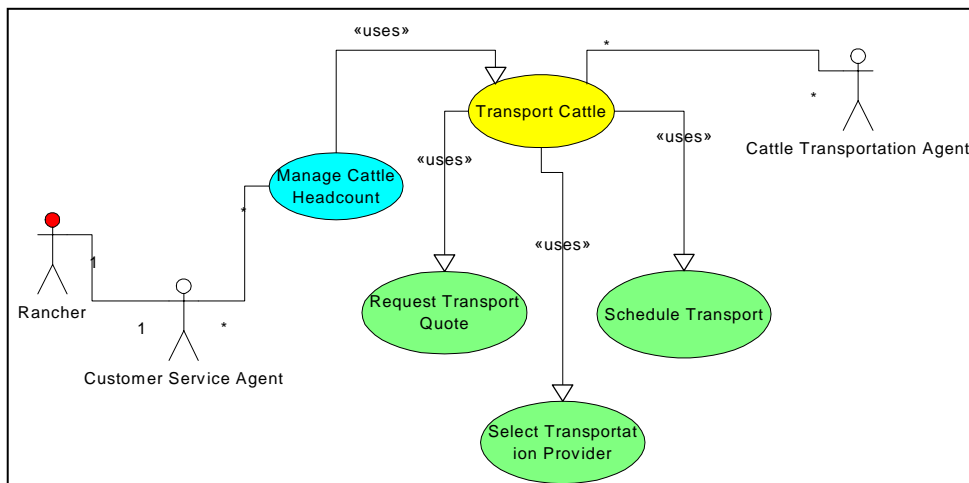 «uses»
*
Transport Cattle
*
«uses»
«uses»
Cattle Transportation Agent
Manage Cattle
Headcount
*
«uses»
1
Rancher
Request Transport
Quote
Schedule Transport
1
*
Customer Service Agent
Select Transportat
ion Provider